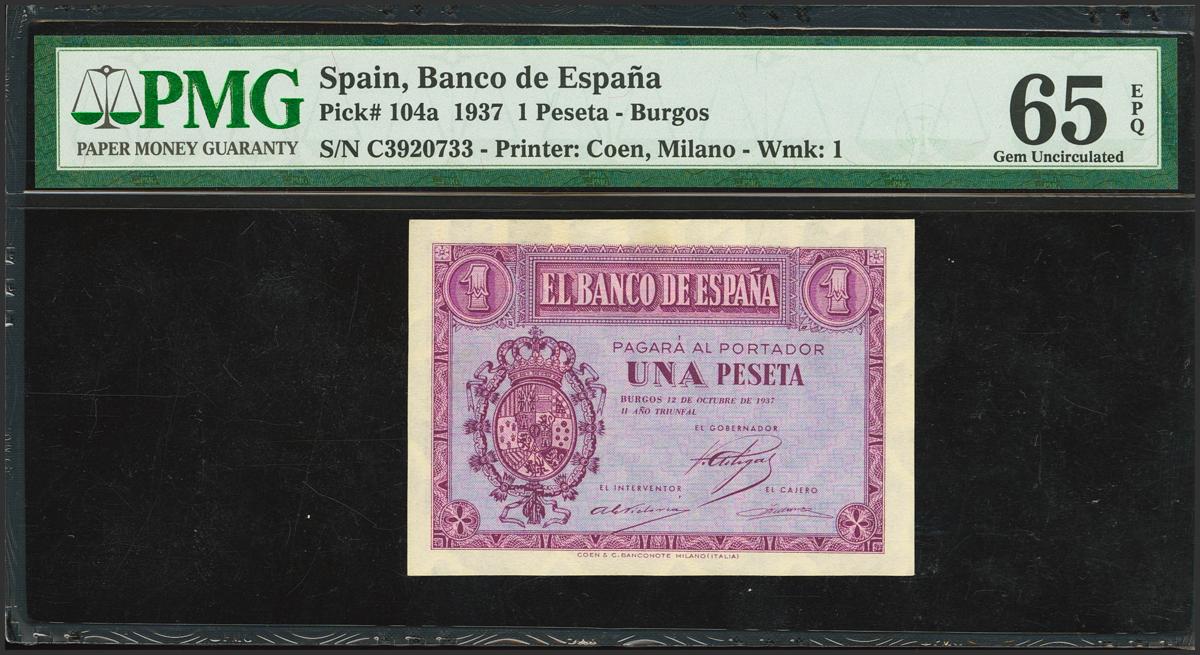 PMG
PAPER MONEY GUARANTY
Spain, Banco de España
Pick# 104a 1937 1 Peseta - Burgos
S/N C3920733 - Printer: Coen, Milano - Wmk: 1
65 EPQ
Gem Uncirculated
1 EL BANCO DE ESPAÑA 1
PAGARÁ AL PORTADOR
UNA PESETA
BURGOS 12 DE OCTUBRE DE 1937
II AÑO TRIUNFAL
EL GOBERNADOR
EL INTERVENTOR EL CAJERO
COEN & C. BANCONOTE MILANO (ITALIA)